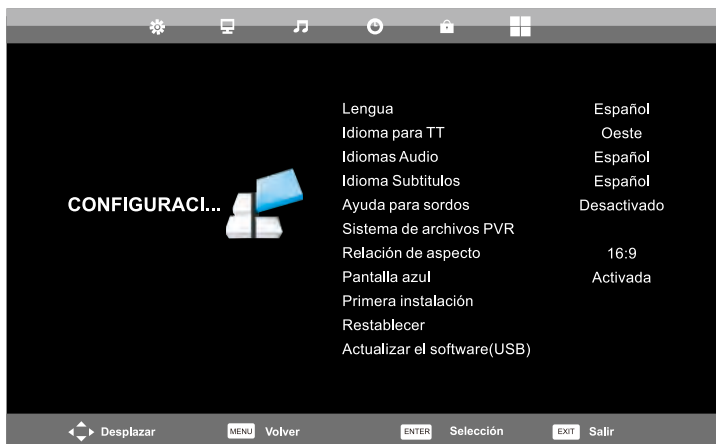 CONFIGURACI...
Lengua Español
Idioma para TT Oeste
Idiomas Audio Español
Idioma Subtitulos Español
Ayuda para sordos Desactivado
Sistema de archivos PVR
Relación de aspecto 16:9
Pantalla azul Activada
Primera instalación
Restablecer
Actualizar el software(USB)
Desplazar MENU Volver ENTER Selección EXIT Salir